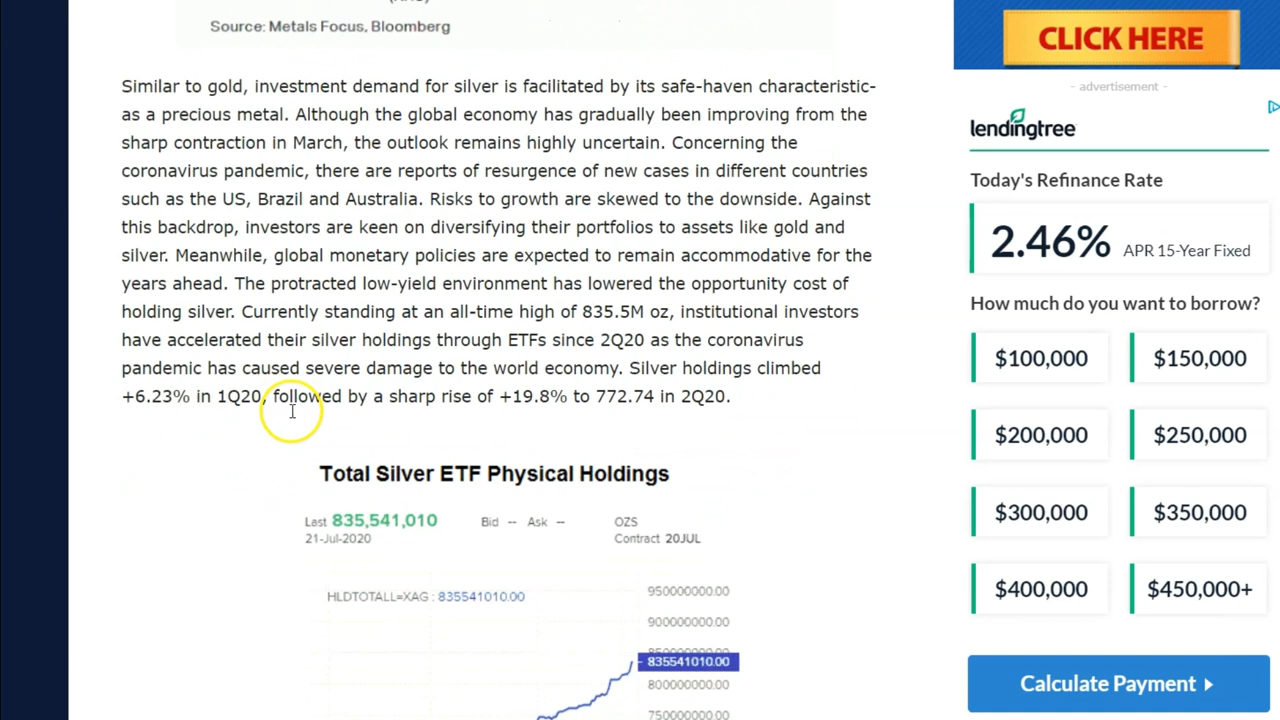 Source: Metals Focus, Bloomberg
Similar to gold, investment demand for silver is facilitated by its safe-haven characteristic-
as a precious metal. Although the global economy has gradually been improving from the
sharp contraction in March, the outlook remains highly uncertain. Concerning the
coronavirus pandemic, there are reports of resurgence of new cases in different countries
such as the US, Brazil and Australia. Risks to growth are skewed to the downside. Against
this backdrop, investors are keen on diversifying their portfolios to assets like gold and
silver. Meanwhile, global monetary policies are expected to remain accommodative for the
years ahead. The protracted low-yield environment has lowered the opportunity cost of
holding silver. Currently standing at an all-time high of 835.5M oz, institutional investors
have accelerated their silver holdings through ETFs since 2Q20 as the coronavirus
pandemic has caused severe damage to the world economy. Silver holdings climbed
+6.23% in 1Q20, followed by a sharp rise of +19.8% to 772.74 in 2Q20.
Total Silver ETF Physical Holdings
Last 835,541,010 Bid -- Ask -- OZS
21-Jul-2020 Contract 20JUL
HLDTOTALL=XAG : 835541010.00
950000000.00
900000000.00
835541010.00
800000000.00
750000000.00
CLICK HERE
- advertisement -
lendingtree
Today's Refinance Rate
2.46% APR 15-Year Fixed
How much do you want to borrow?
$100,000 $150,000
$200,000 $250,000
$300,000 $350,000
$400,000 $450,000+
Calculate Payment